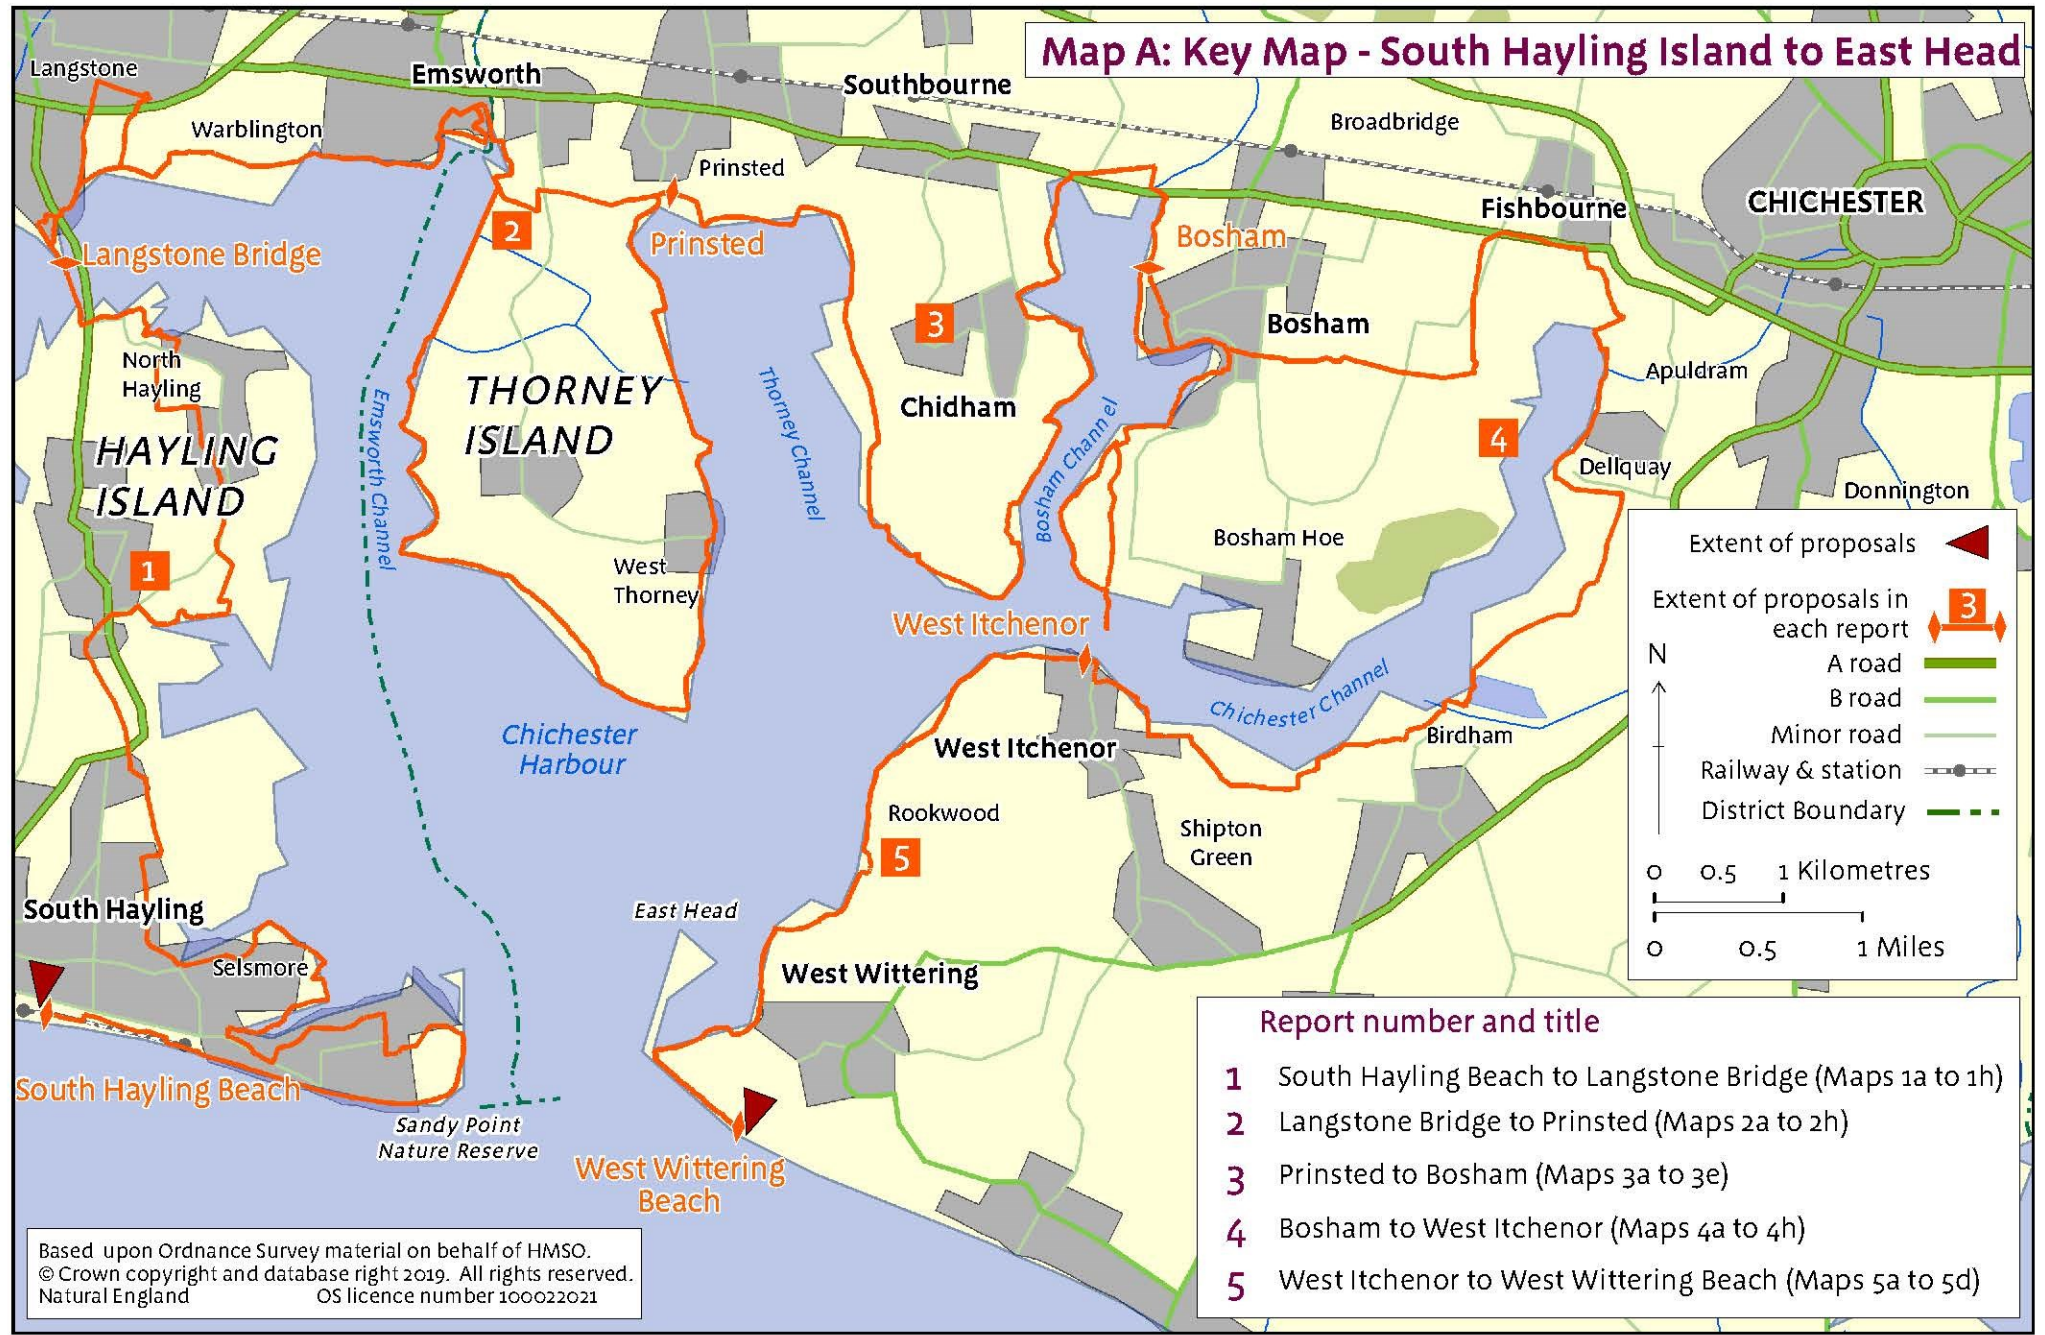 Map A: Key Map - South Hayling Island to East Head
Langstone
Emsworth
Southbourne
Broadbridge
Warblington
Prinsted
CHICHESTER
Fishbourne
2
Prinsted
Bosham
Langstone Bridge
3
Bosham
North
Hayling
Apuldram
THORNEY
ISLAND
Chidham
Emsworth Channel
Thorney Channel
Bosham Channel
HAYLING
ISLAND
4
Dellquay
Donnington
1
West
Thorney
Bosham Hoe
West Itchenor
Chichester Channel
Chichester
Harbour
West Itchenor
Birdham
Rookwood
Shipton
Green
5
South Hayling
East Head
Selsmore
West Wittering
South Hayling Beach
Sandy Point
Nature Reserve
West Wittering
Beach
Extent of proposals
Extent of proposals in
each report
3
N
A road
B road
Minor road
Railway & station
District Boundary
0 0.5 1 Kilometres
0 0.5 1 Miles
Report number and title
1 South Hayling Beach to Langstone Bridge (Maps 1a to 1h)
2 Langstone Bridge to Prinsted (Maps 2a to 2h)
3 Prinsted to Bosham (Maps 3a to 3e)
4 Bosham to West Itchenor (Maps 4a to 4h)
5 West Itchenor to West Wittering Beach (Maps 5a to 5d)
Based upon Ordnance Survey material on behalf of HMSO.
© Crown copyright and database right 2019. All rights reserved.
Natural England OS licence number 100022021